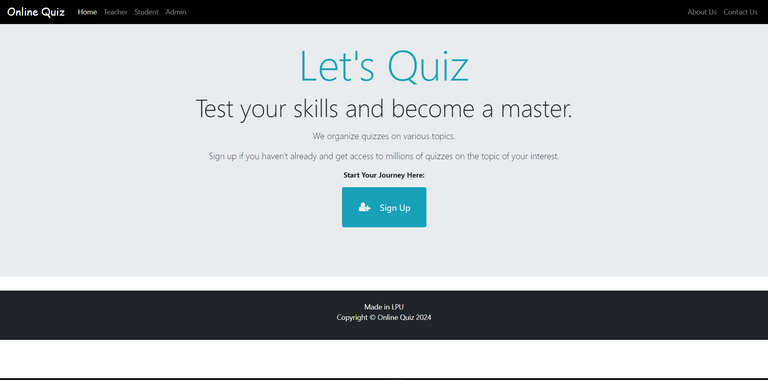 Online Quiz Home Teacher Student Admin About Us Contact Us
Let's Quiz
Test your skills and become a master.
We organize quizzes on various topics.
Sign up if you haven't already and get access to millions of quizzes on the topic of your interest.
Start Your Journey Here:
Sign Up
Made in LPU
Copyright © Online Quiz 2024